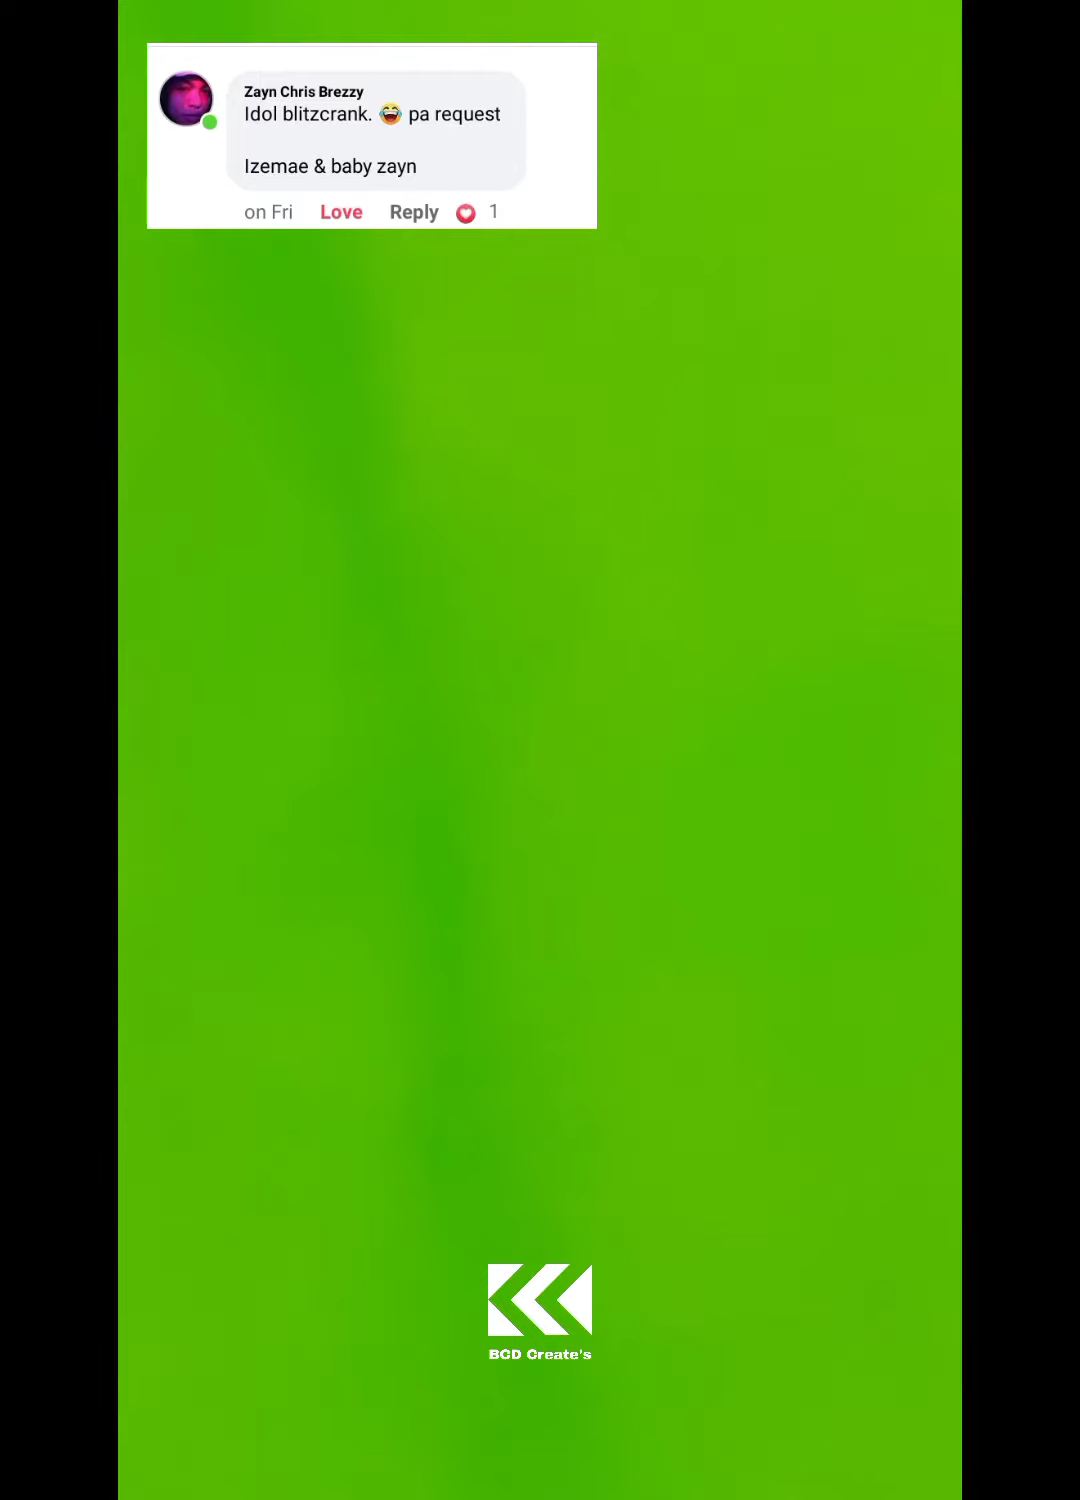 Zayn Chris Brezzy
Idol blitzcrank. 😂 pa request
Izemae & baby zayn
on Fri Love Reply 1
BCD Create's